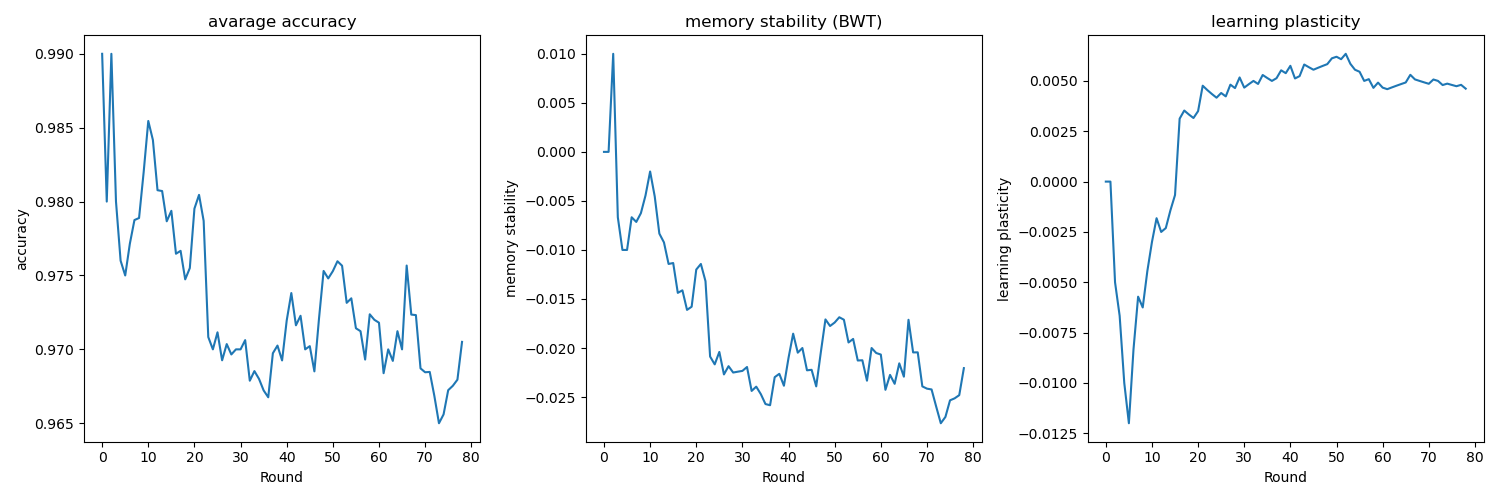 avarage accuracy
accuracy
0.990
0.985
0.980
0.975
0.970
0.965
0 10 20 30 40 50 60 70 80
Round
memory stability (BWT)
memory stability
0.010
0.005
0.000
−0.005
−0.010
−0.015
−0.020
−0.025
0 10 20 30 40 50 60 70 80
Round
learning plasticity
learning plasticity
0.0050
0.0025
0.0000
−0.0025
−0.0050
−0.0075
−0.0100
−0.0125
0 10 20 30 40 50 60 70 80
Round